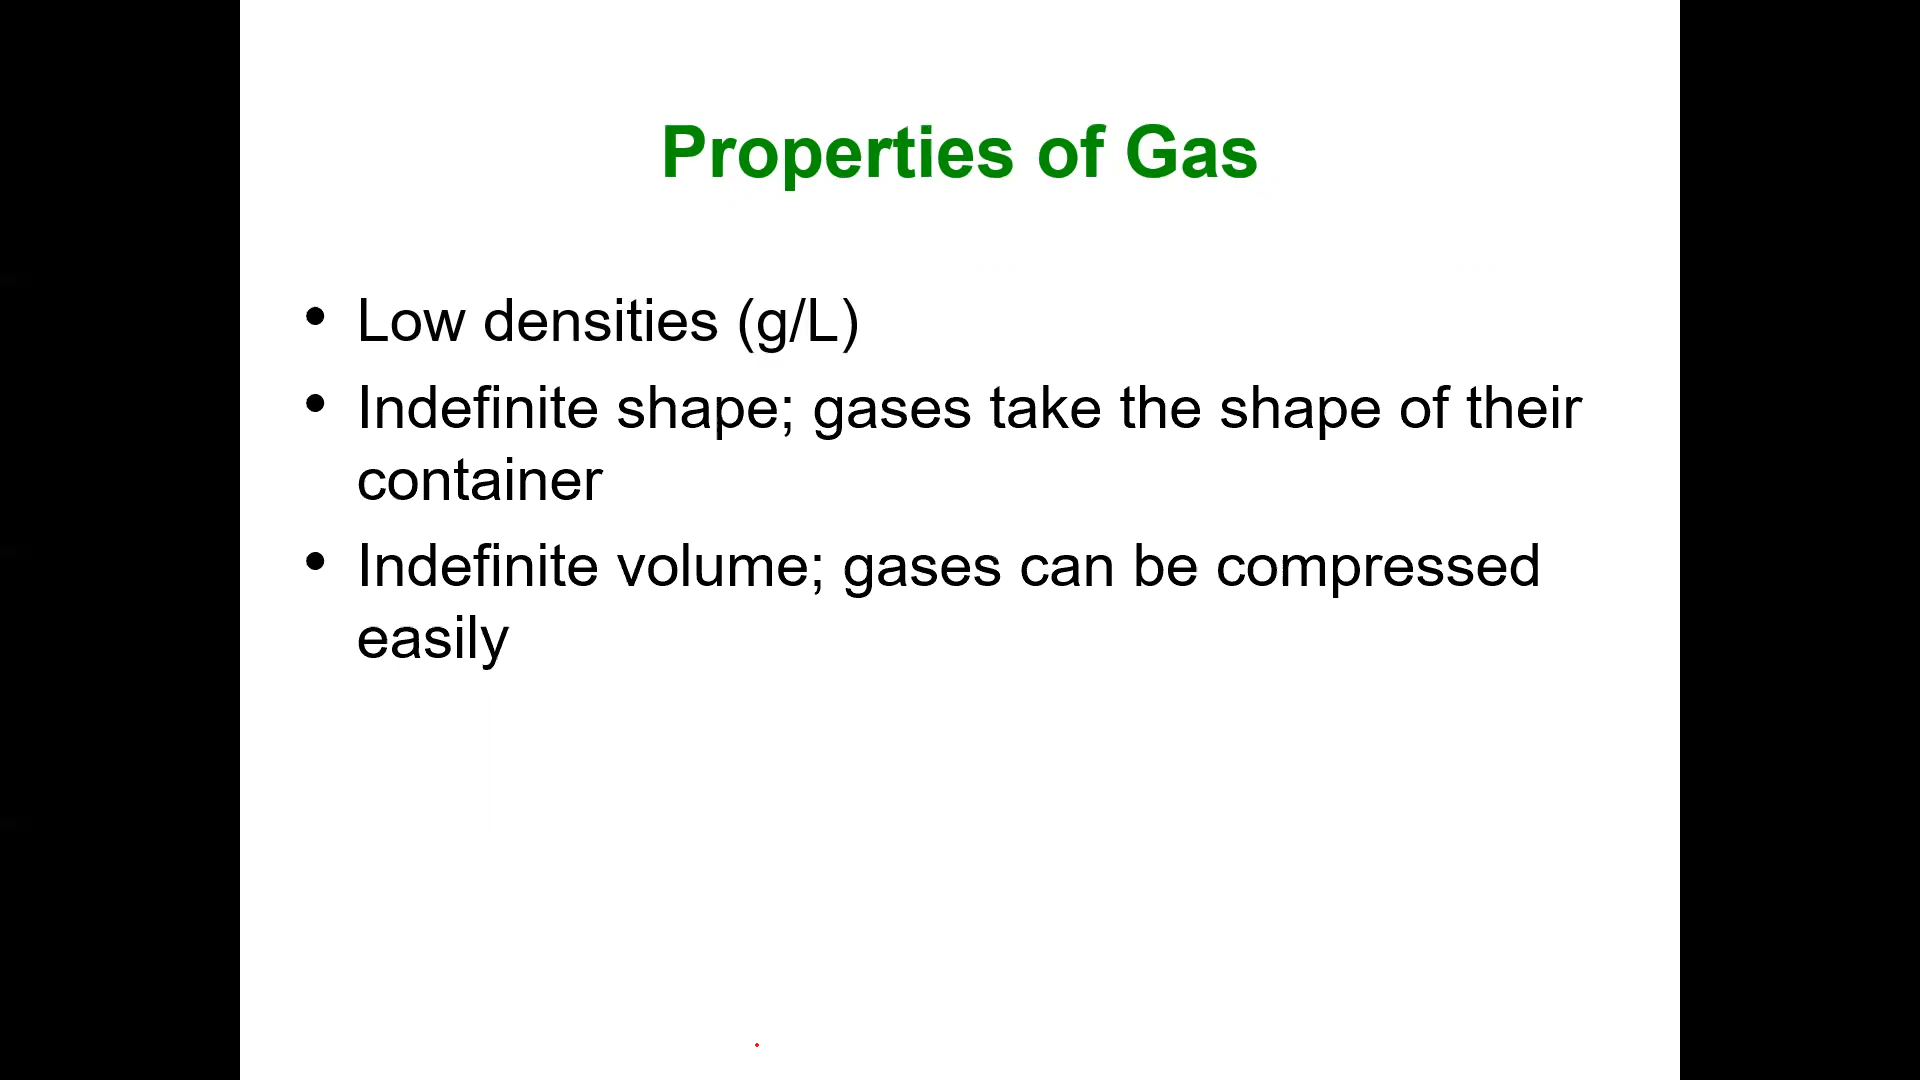 Properties of Gas
• Low densities (g/L)
• Indefinite shape; gases take the shape of their
container
• Indefinite volume; gases can be compressed
easily